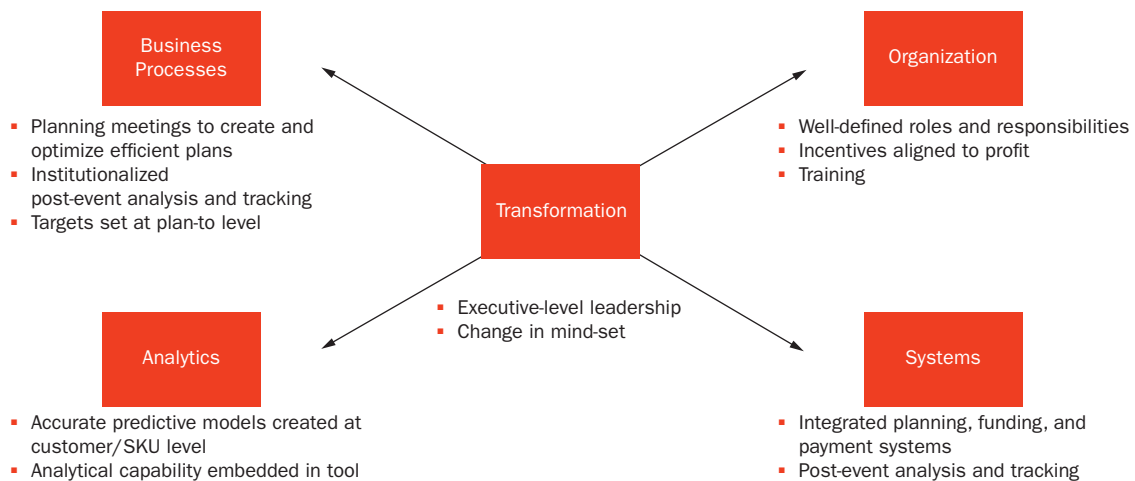 Business
Processes
▪ Planning meetings to create and
optimize efficient plans
▪ Institutionalized
post-event analysis and tracking
▪ Targets set at plan-to level
Organization
▪ Well-defined roles and responsibilities
▪ Incentives aligned to profit
▪ Training
Transformation
▪ Executive-level leadership
▪ Change in mind-set
Analytics
▪ Accurate predictive models created at
customer/SKU level
▪ Analytical capability embedded in tool
Systems
▪ Integrated planning, funding, and
payment systems
▪ Post-event analysis and tracking